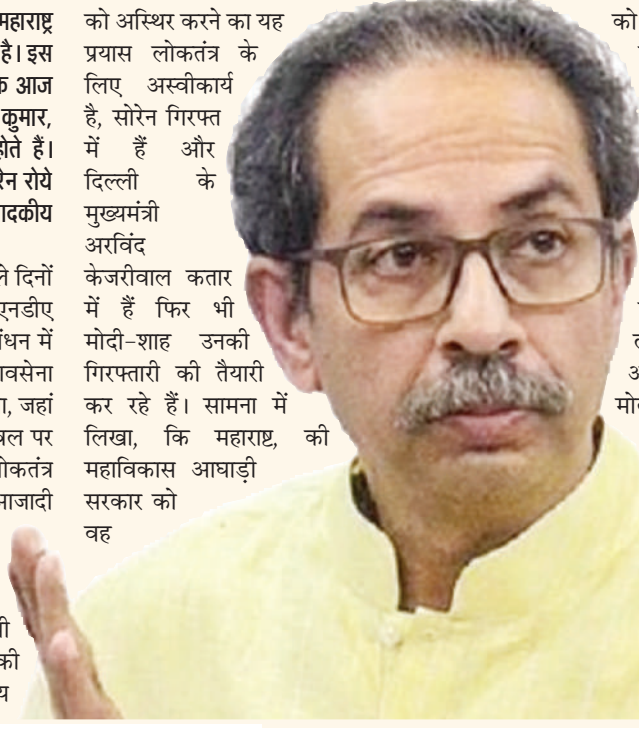 महाराष्ट्र
है। इस
क आज
कुमार,
होते हैं।
रेन रोये
पादकीय
ले दिनों
एनडीए
बंधन में
वसेना
ा, जहां
बल पर
ोकतंत्र
आजादी
ी
की
य
को अस्थिर करने का यह
प्रयास लोकतंत्र के
लिए अस्वीकार्य
है, सोरेन गिरफ्त
में हैं और
दिल्ली के
मुख्यमंत्री
अरविंद
केजरीवाल कतार
में हैं फिर भी
मोदी-शाह उनकी
गिरफ्तारी की तैयारी
कर रहे हैं। सामना में
लिखा, कि महाराष्ट्र, की
महाविकास आघाड़ी
सरकार को
वह
को
अ
मो